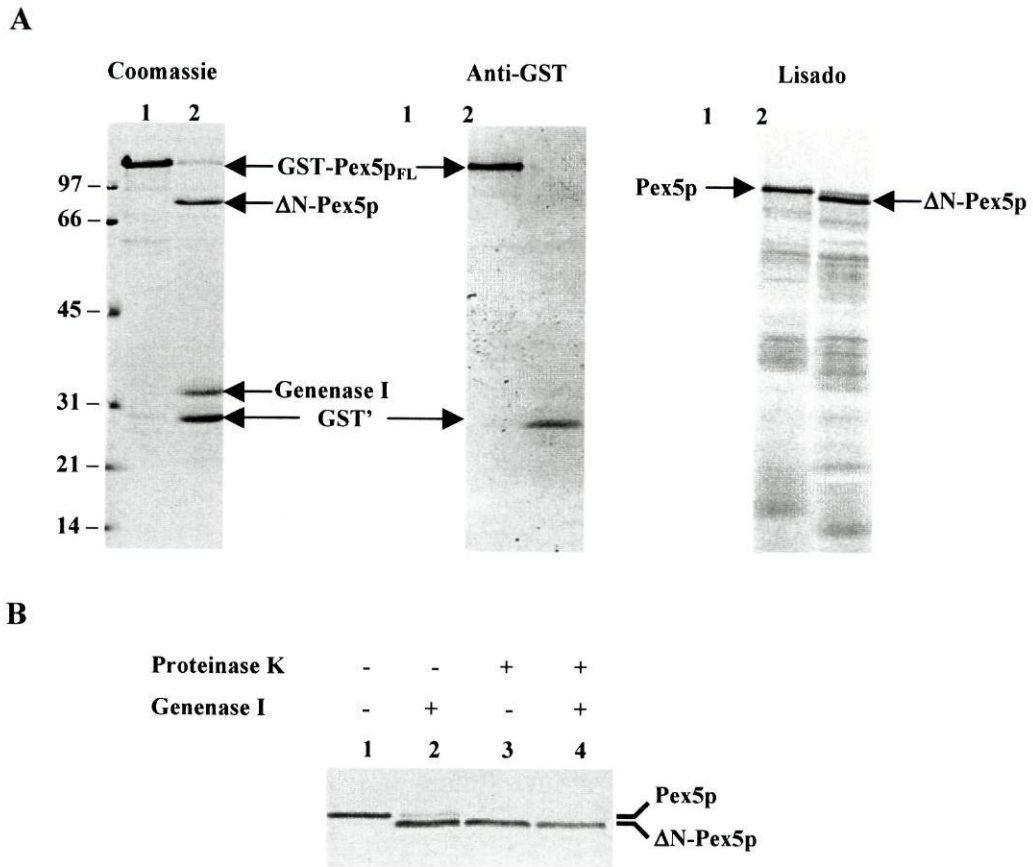 A
Coomassie Anti-GST Lisado
1 2 1 2 1 2
GST-Pex5pFL
Pex5p
97 –
ΔN-Pex5p
ΔN-Pex5p
66 –
45 –
Genenase I
31 –
GST’
21 –
14 –
B
Proteinase K - - + +
Genenase I - + - +
1 2 3 4
Pex5p
ΔN-Pex5p